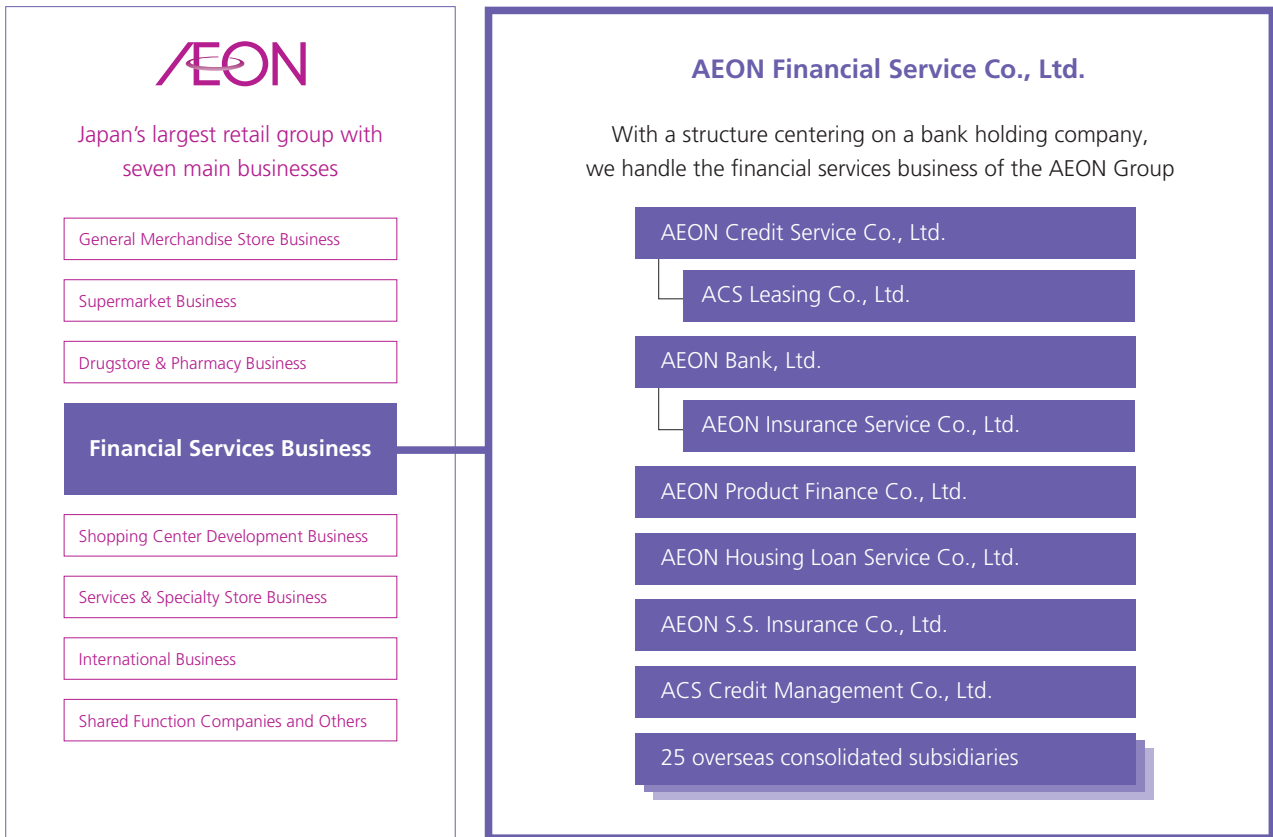 ÆON
Japan’s largest retail group with
seven main businesses
General Merchandise Store Business
Supermarket Business
Drugstore & Pharmacy Business
Financial Services Business
Shopping Center Development Business
Services & Specialty Store Business
International Business
Shared Function Companies and Others
AEON Financial Service Co., Ltd.
With a structure centering on a bank holding company,
we handle the financial services business of the AEON Group
AEON Credit Service Co., Ltd.
ACS Leasing Co., Ltd.
AEON Bank, Ltd.
AEON Insurance Service Co., Ltd.
AEON Product Finance Co., Ltd.
AEON Housing Loan Service Co., Ltd.
AEON S.S. Insurance Co., Ltd.
ACS Credit Management Co., Ltd.
25 overseas consolidated subsidiaries